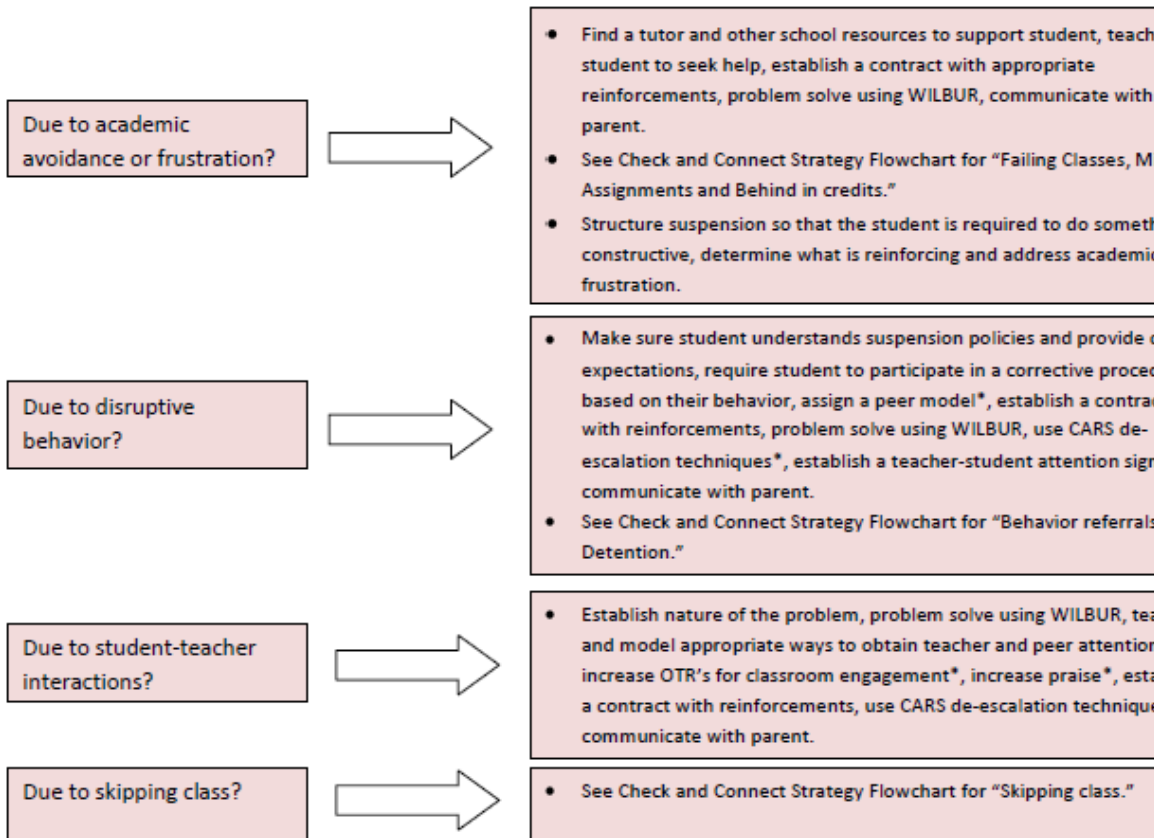 Due to academic
avoidance or frustration?
● Find a tutor and other school resources to support student, teach
student to seek help, establish a contract with appropriate
reinforcements, problem solve using WILBUR, communicate with
parent.
● See Check and Connect Strategy Flowchart for “Failing Classes,
Assignments and Behind in credits.”
● Structure suspension so that the student is required to do
constructive, determine what is reinforcing and address academic
frustration.
Due to disruptive
behavior?
● Make sure student understands suspension policies and provide
expectations, require student to participate in a corrective
based on their behavior, assign a peer model*, establish a
with reinforcements, problem solve using WILBUR, use CARS de-
escalation techniques*, establish a teacher-student attention
communicate with parent.
● See Check and Connect Strategy Flowchart for “Behavior referrals
Detention.”
Due to student-teacher
interactions?
● Establish nature of the problem, problem solve using WILBUR,
and model appropriate ways to obtain teacher and peer attention
increase OTR’s for classroom engagement*, increase praise*,
a contract with reinforcements, use CARS de-escalation
communicate with parent.
Due to skipping class?
● See Check and Connect Strategy Flowchart for “Skipping class.”